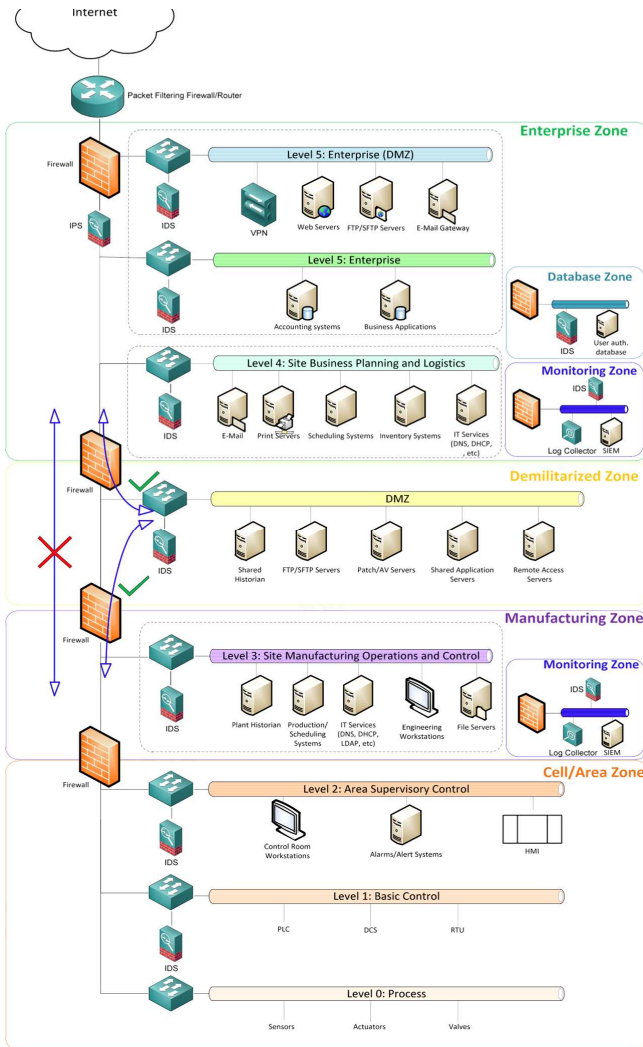 Internet
Packet Filtering Firewall/Router
Enterprise Zone
Firewall
Level 5: Enterprise (DMZ)
IPS
IDS
VPN
Web Servers
FTP/SFTP Servers
E-Mail Gateway
Level 5: Enterprise
IDS
Accounting systems
Business Applications
Database Zone
IDS
User auth.
database
Level 4: Site Business Planning and Logistics
IDS
E-Mail
Print Servers
Scheduling Systems
Inventory Systems
IT Services
(DNS, DHCP,
, etc)
Monitoring Zone
IDS
Log Collector
SIEM
Firewall
Demilitarized Zone
DMZ
IDS
Shared
Historian
FTP/SFTP Servers
Patch/AV Servers
Shared Application
Servers
Remote Access
Servers
Manufacturing Zone
Firewall
Level 3: Site Manufacturing Operations and Control
IDS
Plant Historian
Production/
Scheduling
Systems
IT Services
(DNS, DHCP,
LDAP, etc)
Engineering
Workstations
File Servers
Monitoring Zone
IDS
Log Collector
SIEM
Firewall
Cell/Area Zone
Level 2: Area Supervisory Control
IDS
Control Room
Workstations
Alarms/Alert Systems
HMI
Level 1: Basic Control
IDS
PLC
DCS
RTU
Level 0: Process
Sensors
Actuators
Valves